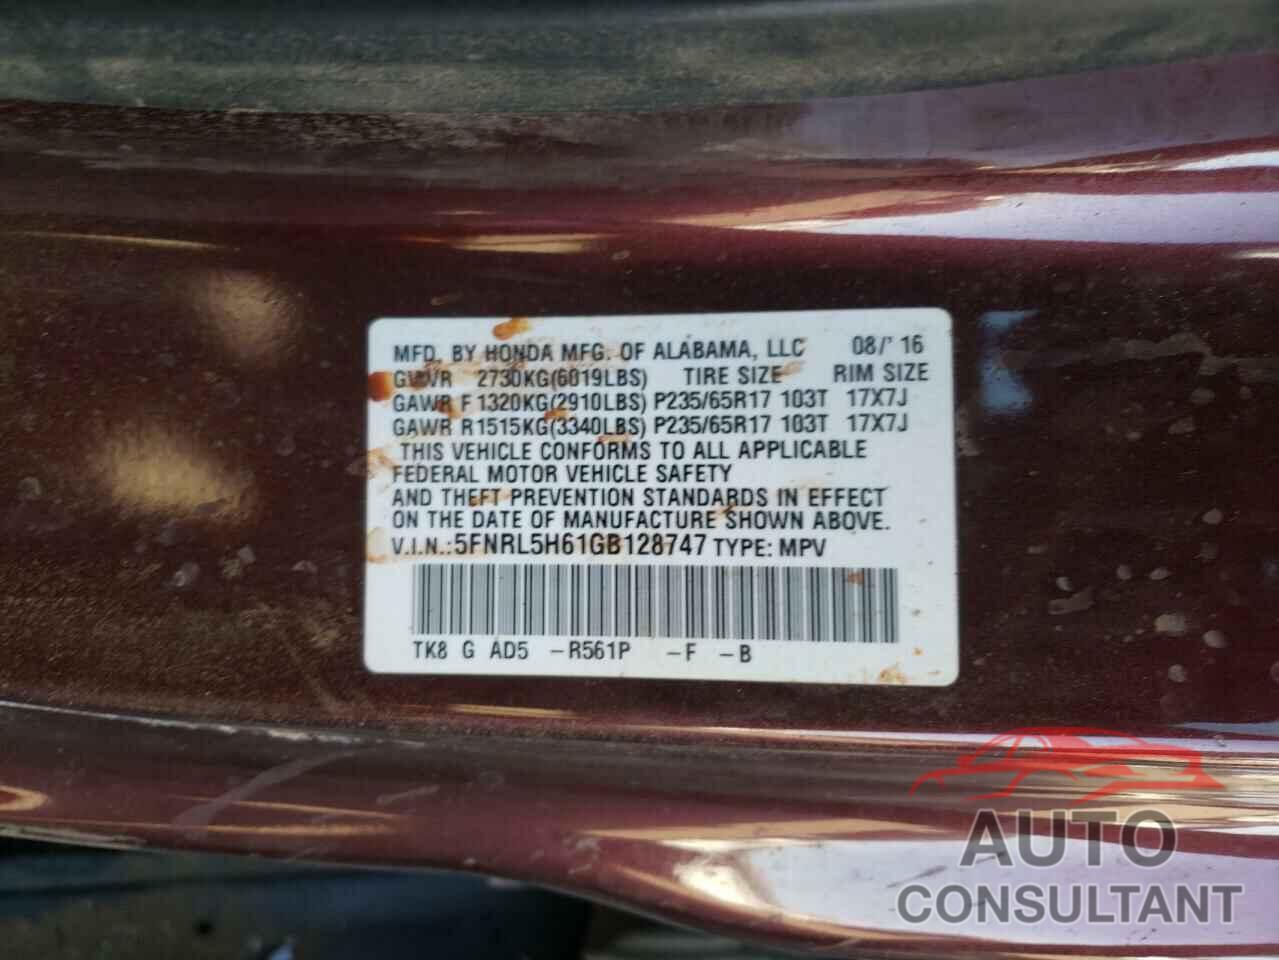 MFD. BY HONDA MFG. OF ALABAMA, LLC 08/' 16
GVWR 2730KG(6019LBS) TIRE SIZE RIM SIZE
GAWR F 1320KG(2910LBS) P235/65R17 103T 17X7J
GAWR R1515KG(3340LBS) P235/65R17 103T 17X7J
THIS VEHICLE CONFORMS TO ALL APPLICABLE
FEDERAL MOTOR VEHICLE SAFETY
AND THEFT PREVENTION STANDARDS IN EFFECT
ON THE DATE OF MANUFACTURE SHOWN ABOVE.
V.I.N.:5FNRL5H61GB128747 TYPE: MPV
TK8 G AD5 -R561P -F -B
AUTO
CONSULTANT